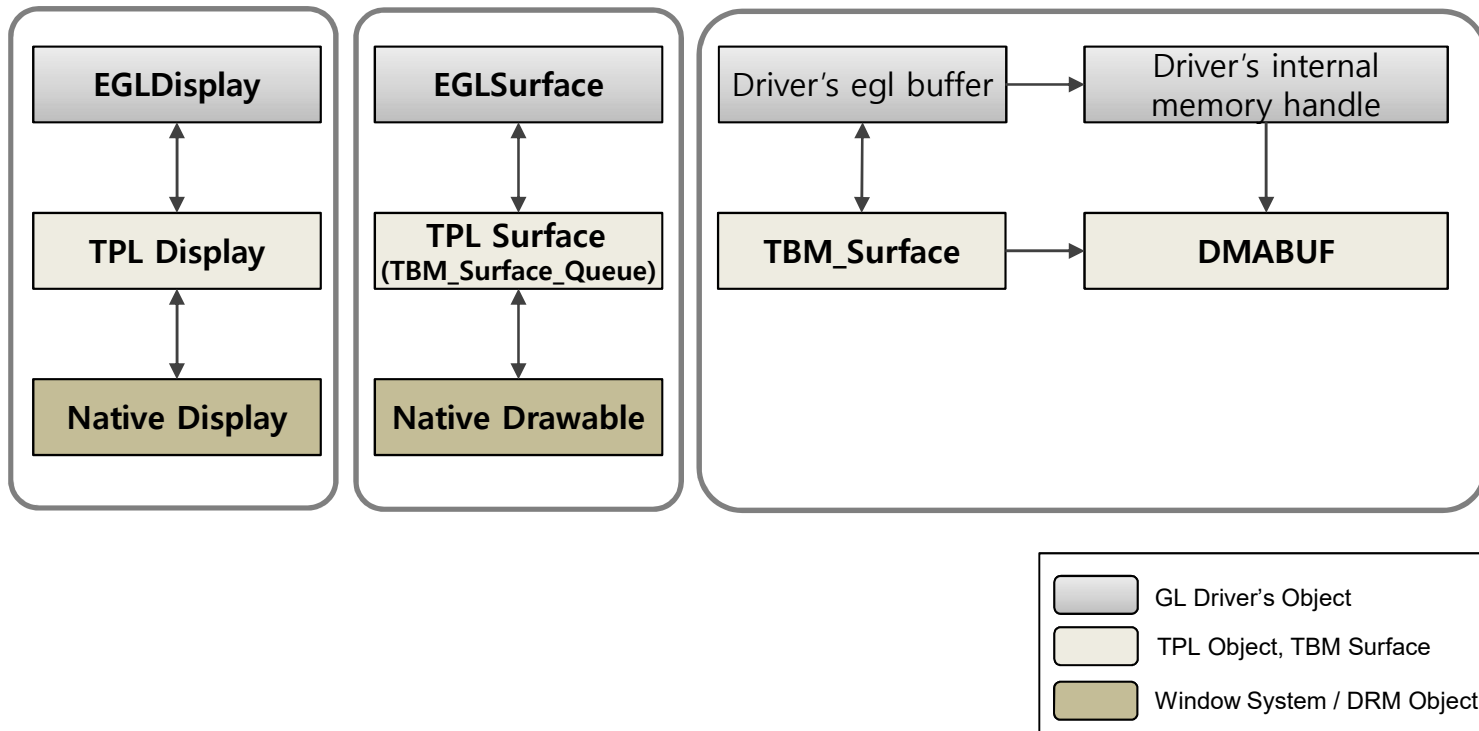 EGLDisplay
TPL Display
Native Display
EGLSurface
TPL Surface
(TBM_Surface_Queue)
Native Drawable
Driver's egl buffer
Driver's internal
memory handle
TBM_Surface
DMABUF
GL Driver's Object
TPL Object, TBM Surface
Window System / DRM Object